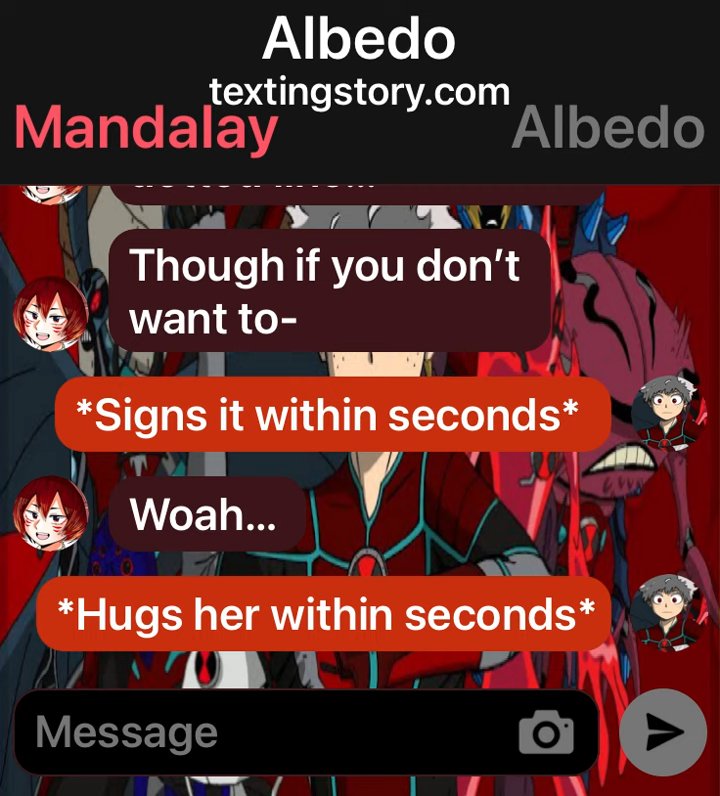 Albedo
textingstory.com
Mandalay
Albedo
Though if you don’t
want to-
*Signs it within seconds*
Woah...
*Hugs her within seconds*
Message